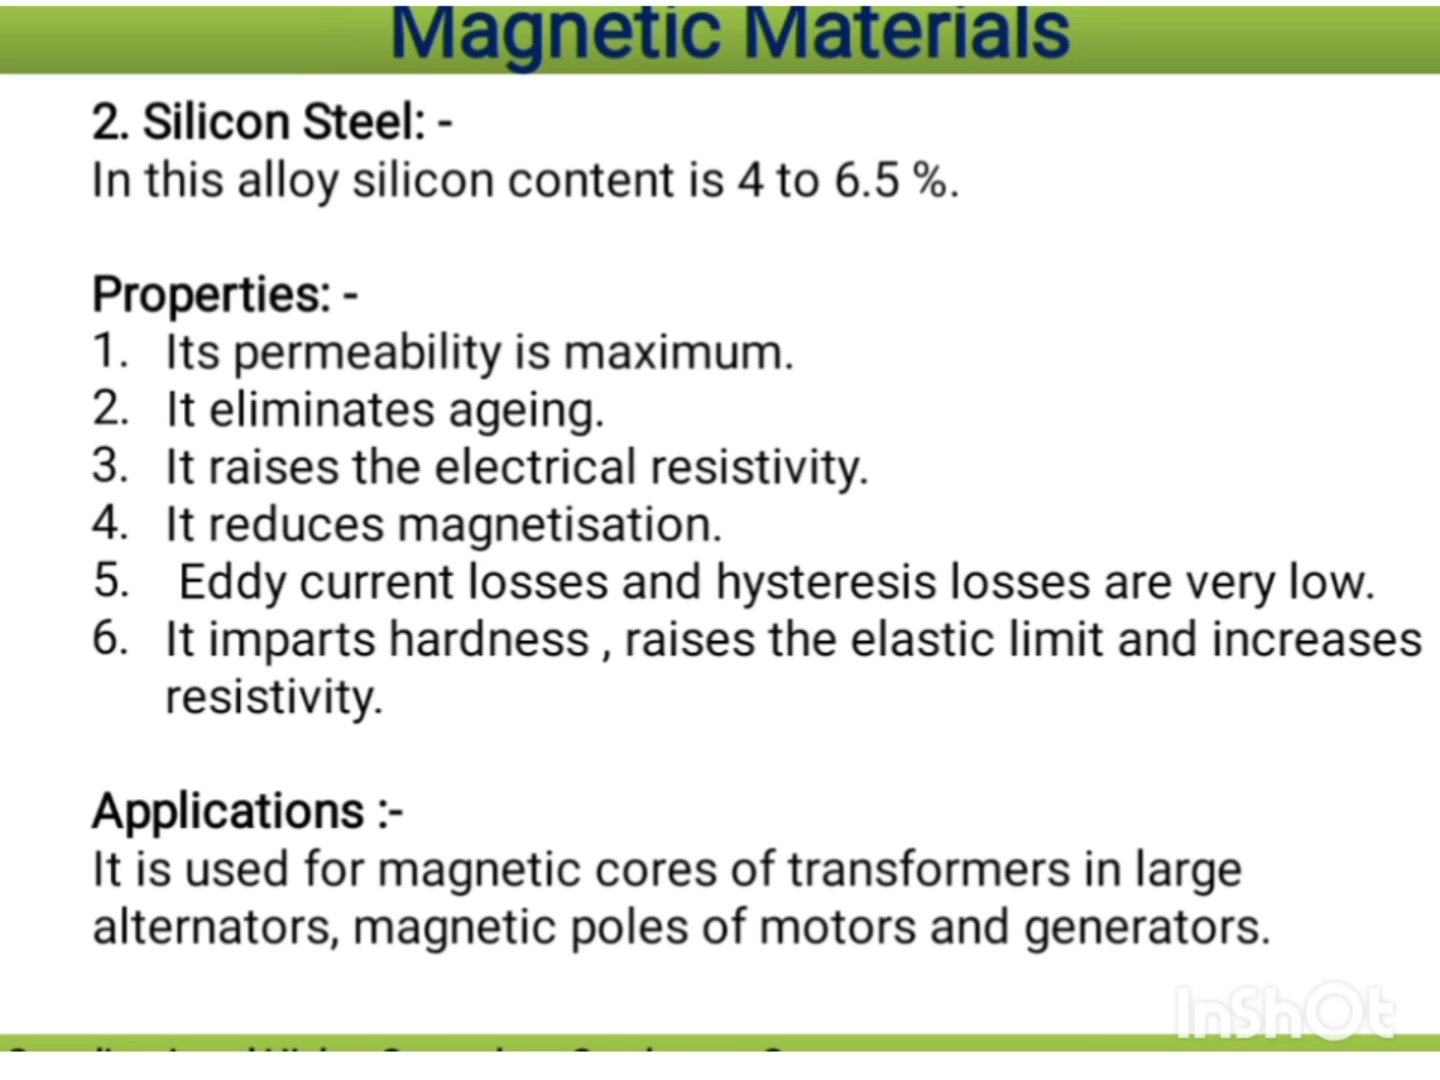 Magnetic Materials
2. Silicon Steel: -
In this alloy silicon content is 4 to 6.5 %.
Properties: -
1. Its permeability is maximum.
2. It eliminates ageing.
3. It raises the electrical resistivity.
4. It reduces magnetisation.
5. Eddy current losses and hysteresis losses are very low.
6. It imparts hardness , raises the elastic limit and increases
resistivity.
Applications :-
It is used for magnetic cores of transformers in large
alternators, magnetic poles of motors and generators.
InShOt